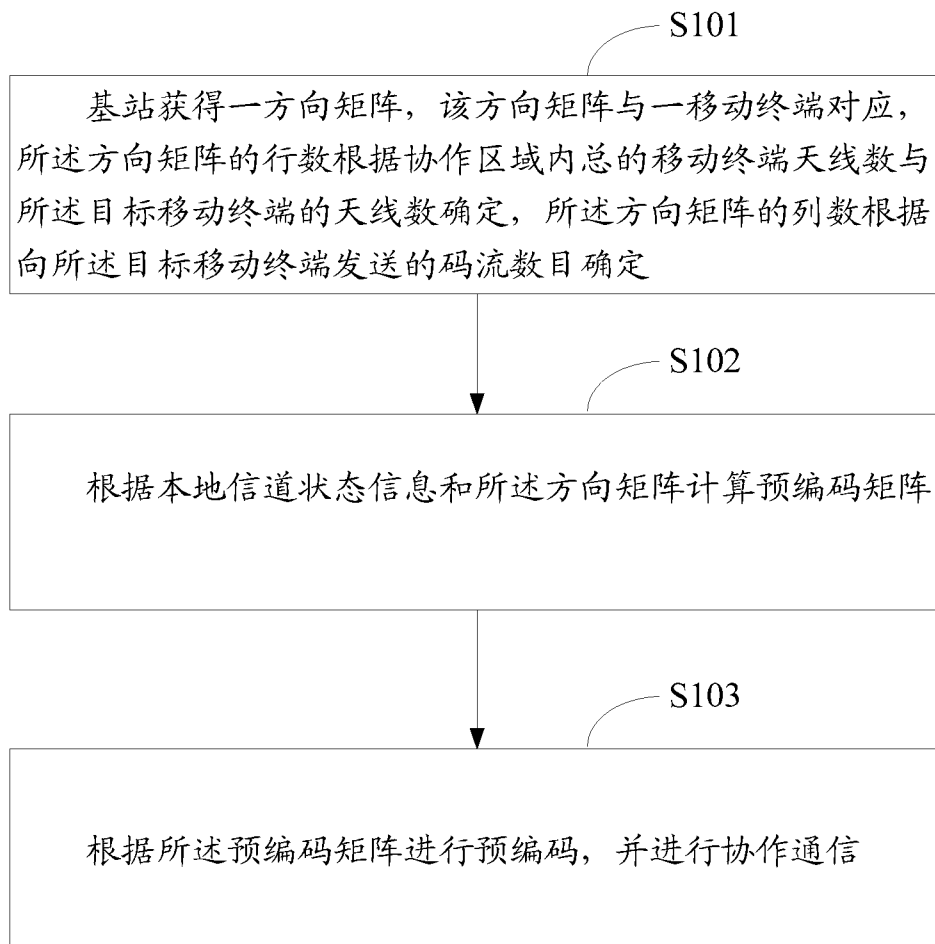 S101
基站获得一方向矩阵，该方向矩阵与一移动终端对应，
所述方向矩阵的行数根据协作区域内总的移动终端天线数与
所述目标移动终端的天线数确定，所述方向矩阵的列数根据
向所述目标移动终端发送的码流数目确定
S102
根据本地信道状态信息和所述方向矩阵计算预编码矩阵
S103
根据所述预编码矩阵进行预编码，并进行协作通信